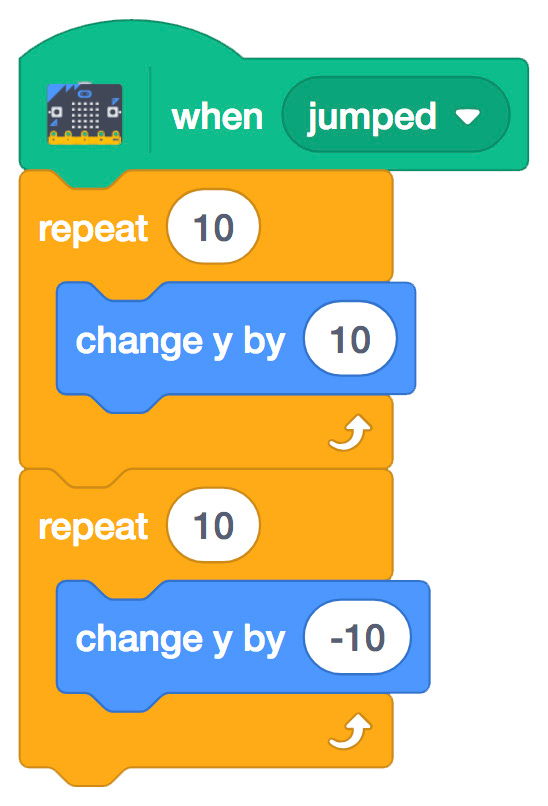 when jumped
repeat 10
change y by 10
repeat 10
change y by -10